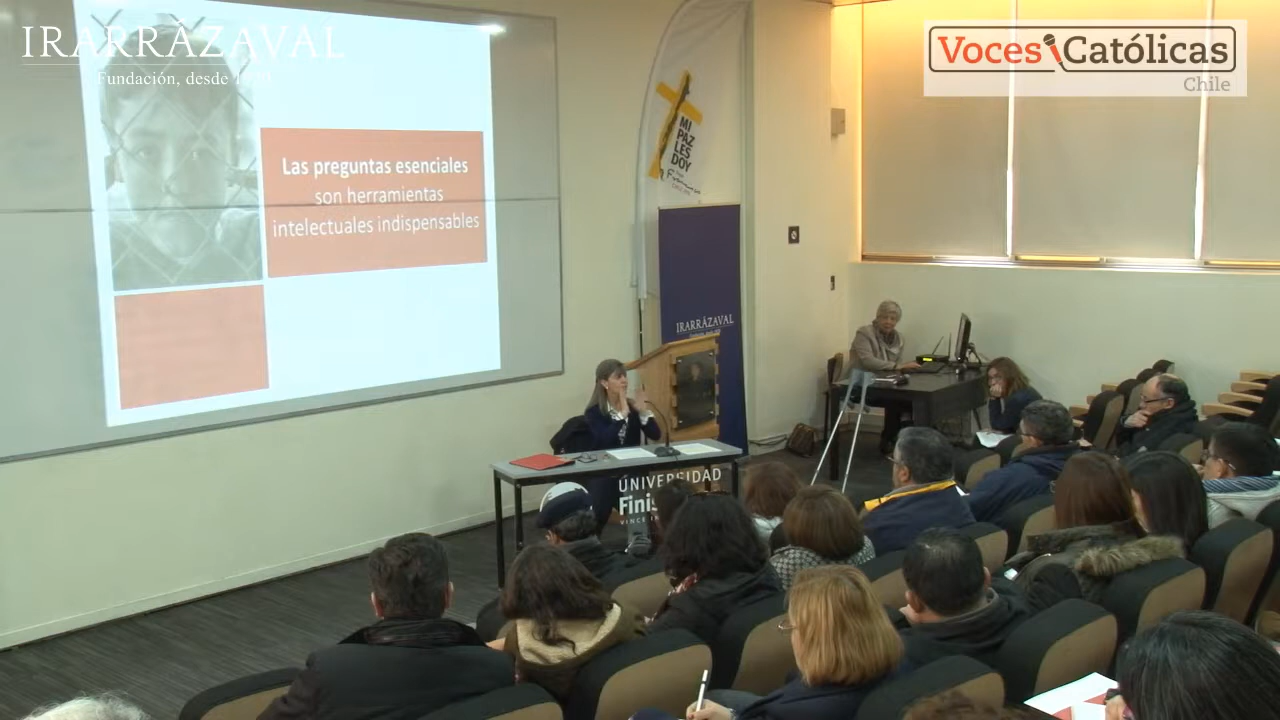 IRARRÁZAVAL
Fundación, desde
Voces Católicas
Chile
Las preguntas esenciales
son herramientas
intelectuales indispensables
MI
PAZ
LES
DOY
IRARRÁZAVAL
UNIVERSIDAD
Finis
VINCE